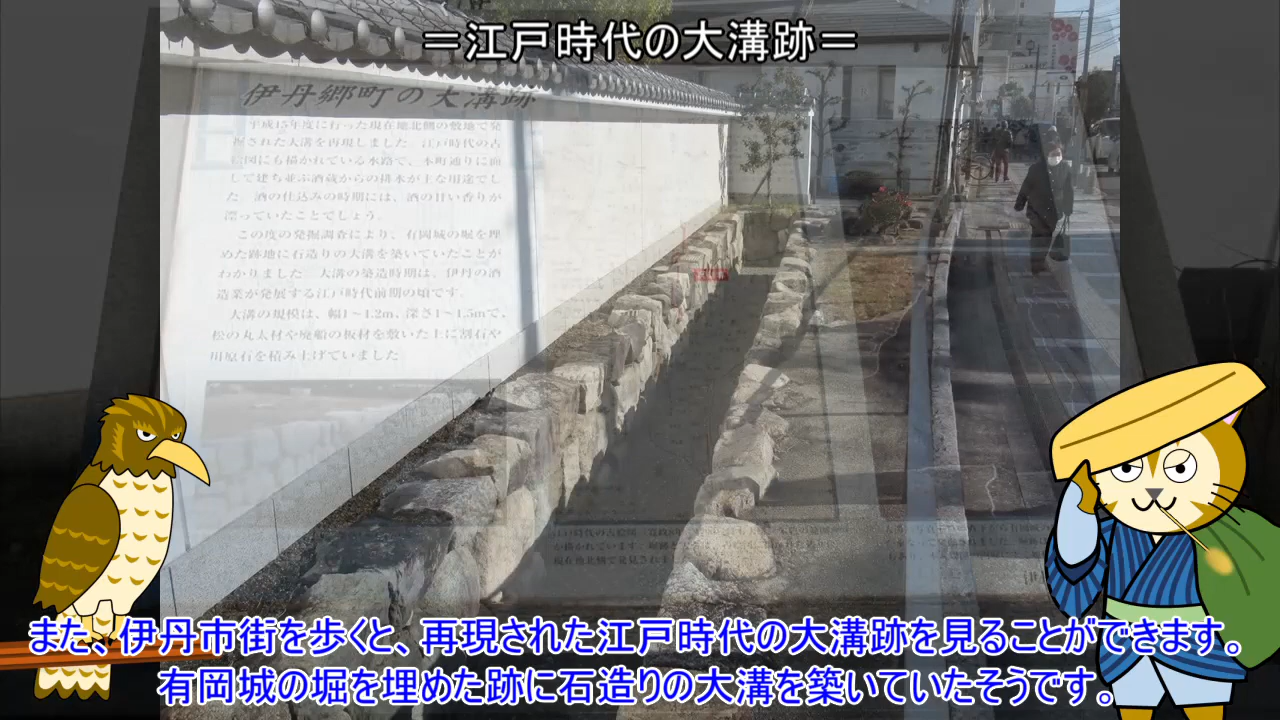 ＝江戸時代の大溝跡＝
伊丹郷町の大溝跡
平成15年度に行った現在地北側の敷地で発
掘された大溝を再現しました。江戸時代の古
絵図にも描かれている水路で、本町通りに面
して建ち並ぶ酒蔵からの排水が主な用途でし
た。酒の仕込みの時期には、酒の甘い香りが
漂っていたことでしょう。
この度の発掘調査により、有岡城の堀を埋
めた跡地に石造りの大溝を築いていたことが
わかりました。大溝の築造時期は、伊丹の酒
造業が発展する江戸時代前期の頃です。
大溝の規模は、幅1～1.2m、深さ1～1.5mで、
松の丸太材や廃船の板材を敷いた上に割石や
川原石を積み上げていました
また、伊丹市街を歩くと、再現された江戸時代の大溝跡を見ることができます。
有岡城の堀を埋めた跡に石造りの大溝を築いていたそうです。